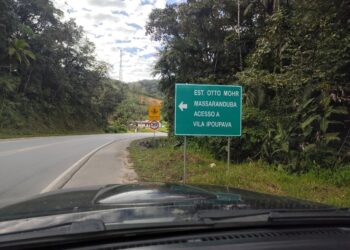 EST. OTTO MOHR
MASSARANDUBA
ACESSO A
VILA IPOUPAVA